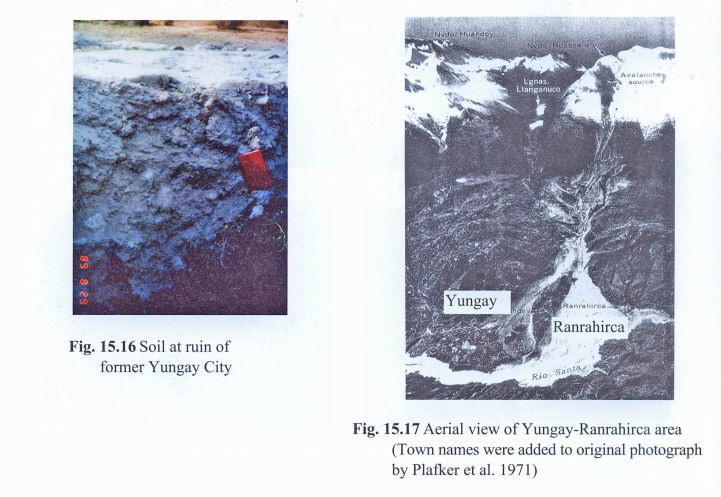 89 8 29
Fig. 15.16 Soil at ruin of
former Yungay City
Nvdo. Huandoy
Nvdo. Huascarán
Lgnas.
Llanganuco
Avalanche
source
Yungay
Ranrahirca
Ranrahirca
Rio Santa
Fig. 15.17 Aerial view of Yungay-Ranrahirca area
(Town names were added to original photograph
by Plafker et al. 1971)